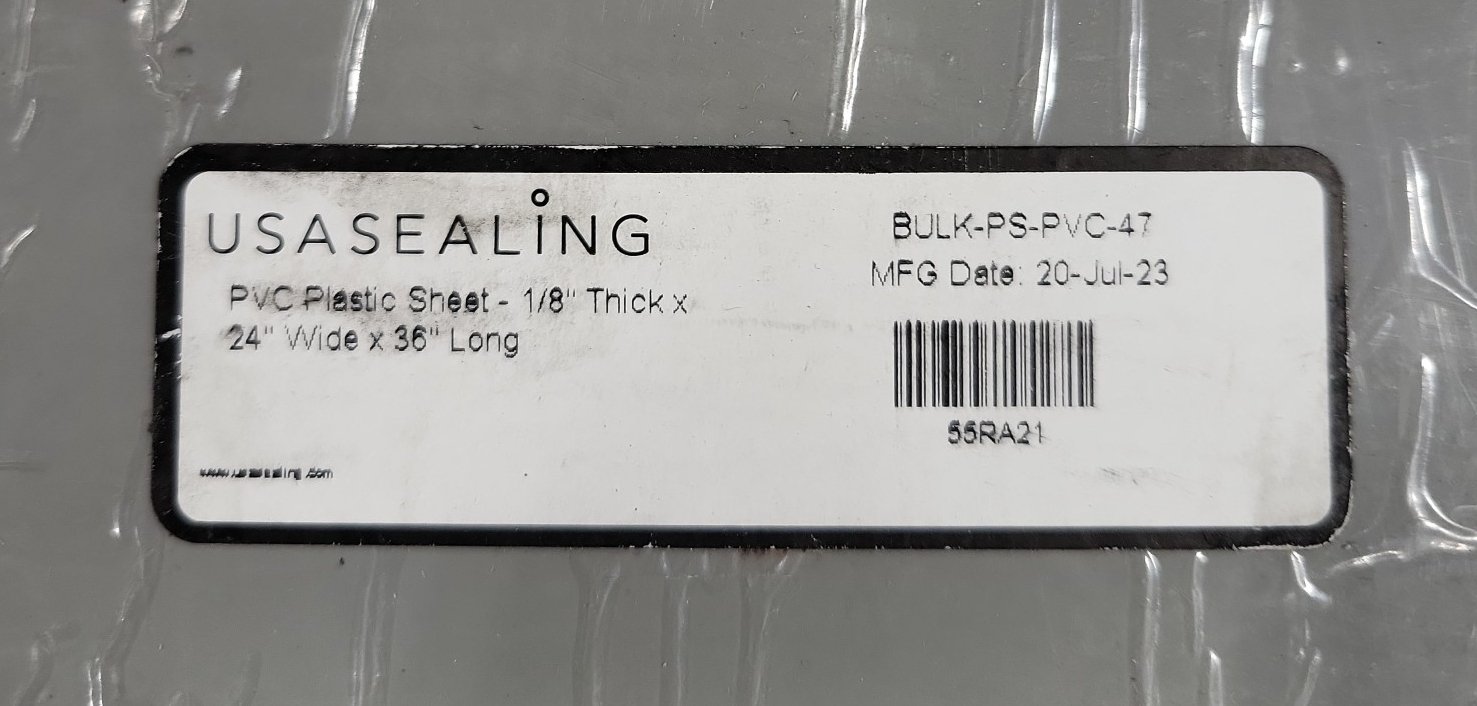 USASEALING
PVC Plastic Sheet - 1/8" Thick x
24" Wide x 36" Long
www.usasealing.com
BULK-PS-PVC-47
MFG Date: 20-Jul-23
55RA21